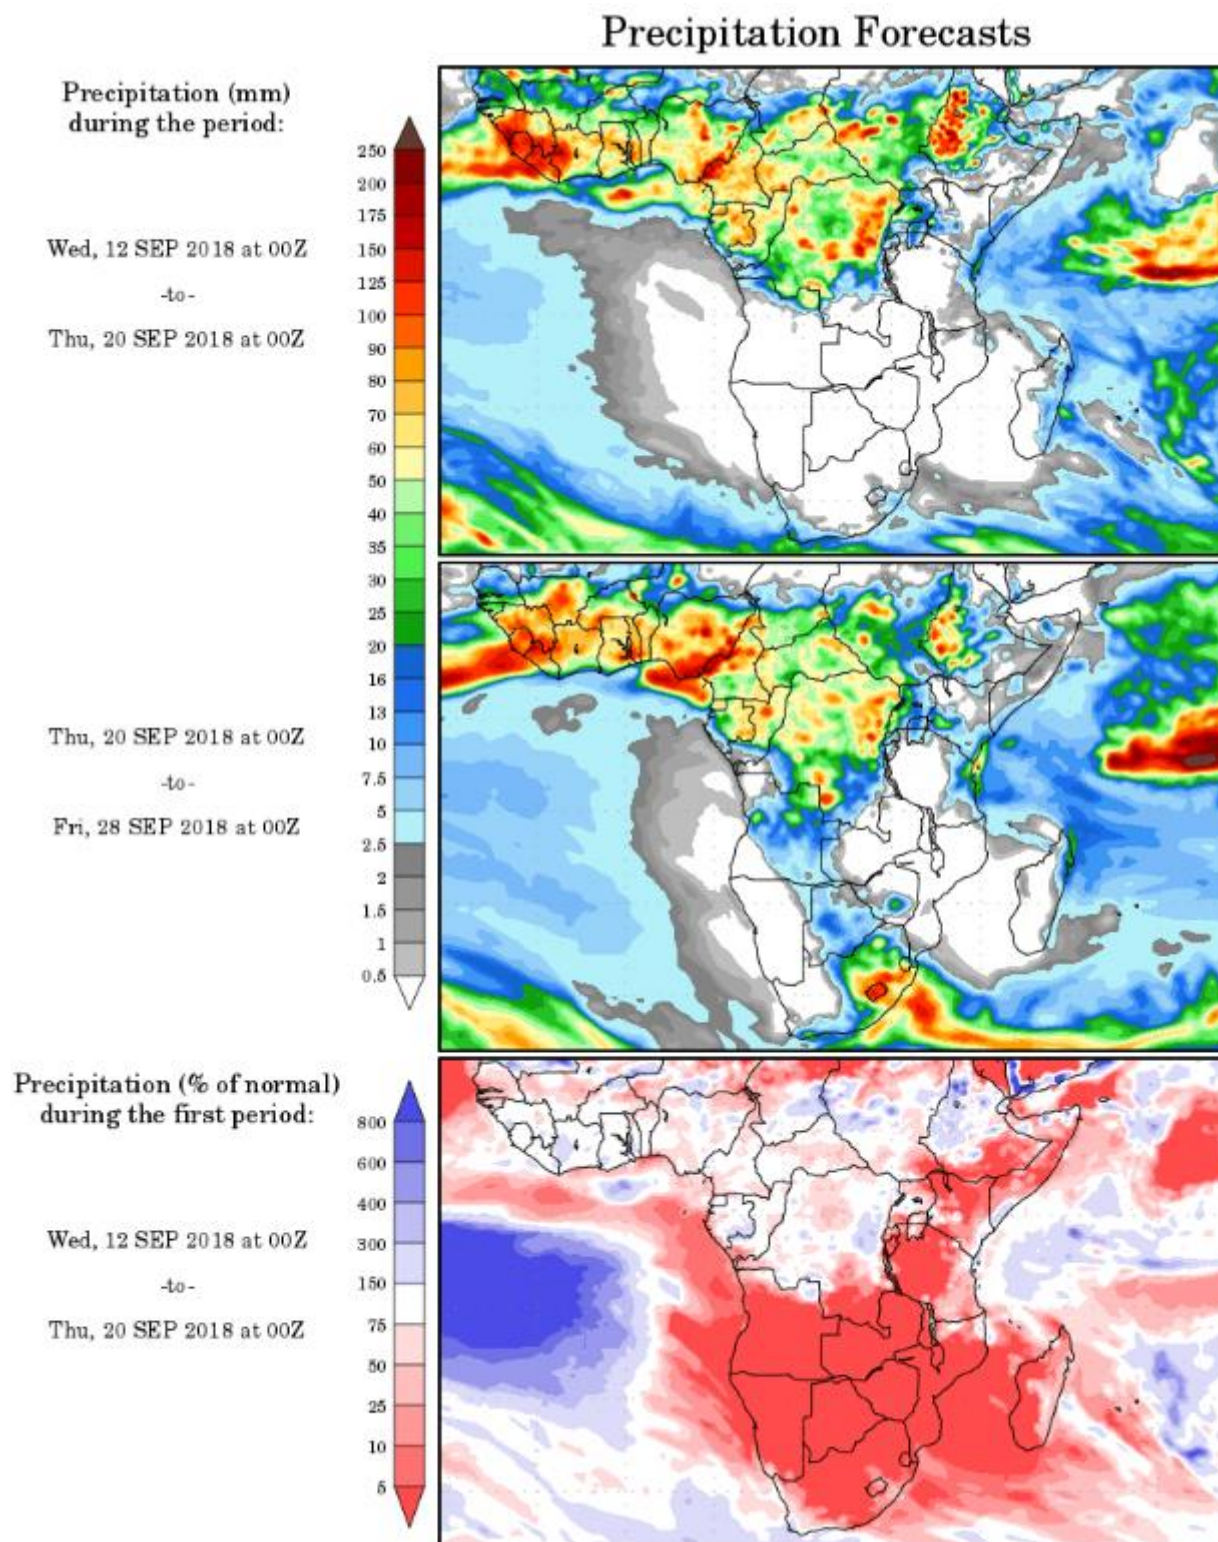 Precipitation Forecasts
Precipitation (mm)
during the period:
Wed, 12 SEP 2018 at 00Z
-to-
Thu, 20 SEP 2018 at 00Z
250
200
175
150
125
100
90
80
70
60
50
40
35
30
25
20
16
13
10
7.5
5
2.5
2
1.5
1
0.5
Thu, 20 SEP 2018 at 00Z
-to-
Fri, 28 SEP 2018 at 00Z
Precipitation (% of normal)
during the first period:
Wed, 12 SEP 2018 at 00Z
-to-
Thu, 20 SEP 2018 at 00Z
800
600
400
300
150
75
50
25
10
5